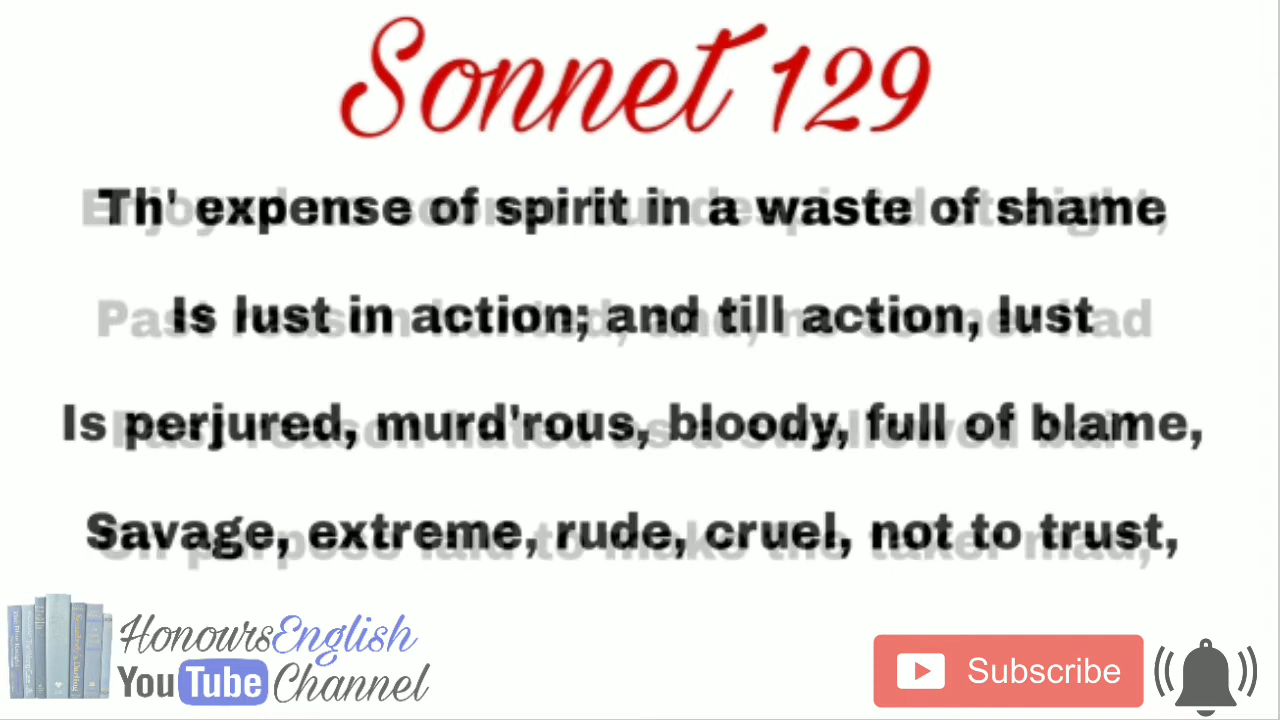 Sonnet 129
Th' expense of spirit in a waste of shame
Is lust in action; and till action, lust
Is perjured, murd'rous, bloody, full of blame,
Savage, extreme, rude, cruel, not to trust,
HonoursEnglish
YouTube Channel
Subscribe